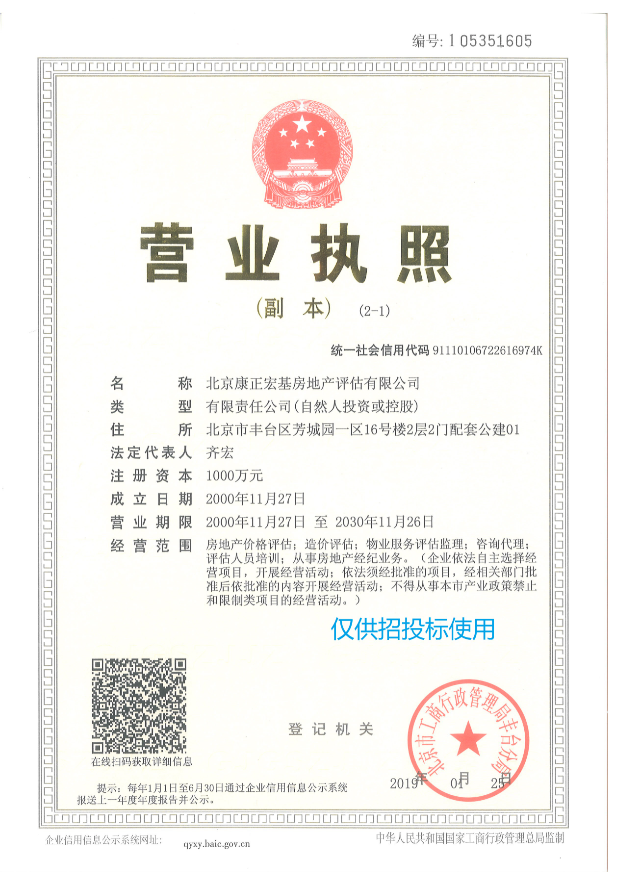 编号: 1 05351605
营业执照
(副 本) (2-1)
统一社会信用代码 91110106722616974K
名 称 北京康正宏基房地产评估有限公司
类 型 有限责任公司(自然人投资或控股)
住 所 北京市丰台区芳城园一区16号楼2层2门配套公建01
法定代表人 齐宏
注册资本 1000万元
成立日期 2000年11月27日
营业期限 2000年11月27日 至 2030年11月26日
经营范围 房地产价格评估；造价评估；物业服务评估监理；咨询代理；
评估人员培训；从事房地产经纪业务。（企业依法自主选择经
营项目，开展经营活动；依法须经批准的项目，经相关部门批
准后依批准的内容开展经营活动；不得从事本市产业政策禁止
和限制类项目的经营活动。）
仅供招投标使用
在线扫码获取详细信息
登记机关
北京市工商行政管理局丰台分局
2019年 01月 25日
提示：每年1月1日至6月30日通过企业信用信息公示系统
报送上一年度年度报告并公示。
企业信用信息公示系统网址： qyxy.baic.gov.cn
中华人民共和国国家工商行政管理总局监制